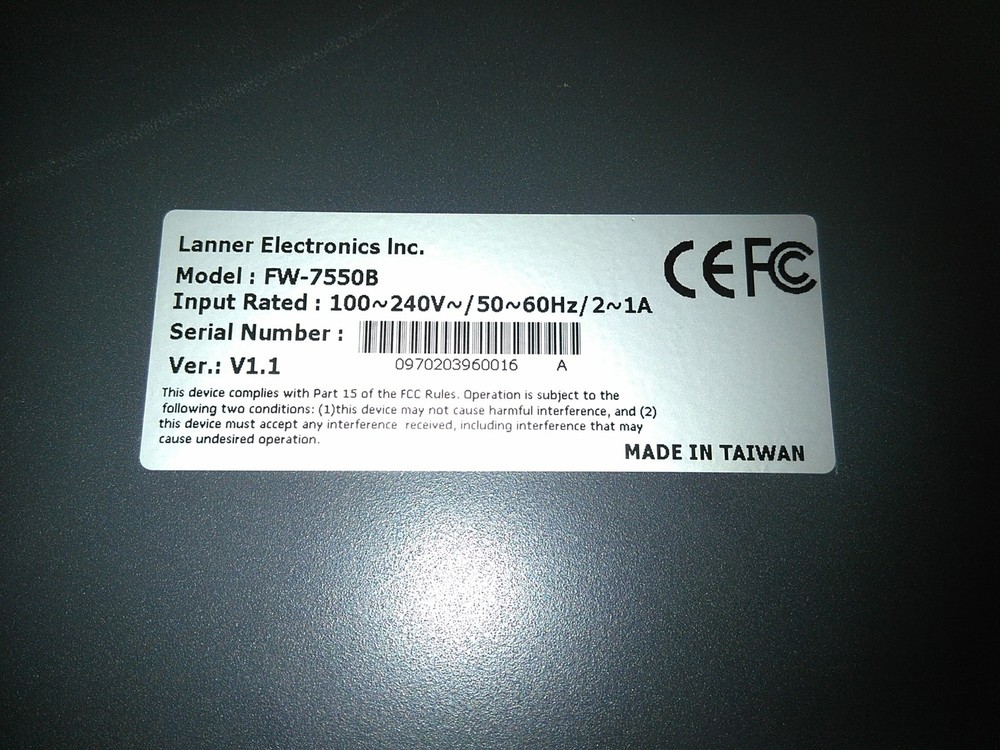 Lanner Electronics Inc.
CE FC
Model : FW-7550B
Input Rated : 100~240V~/50~60Hz/2~1A
Serial Number :
0970203960016 A
Ver.: V1.1
This device complies with Part 15 of the FCC Rules. Operation is subject to the
following two conditions: (1)this device may not cause harmful interference, and (2)
this device must accept any interference received, including interference that may
cause undesired operation.
MADE IN TAIWAN